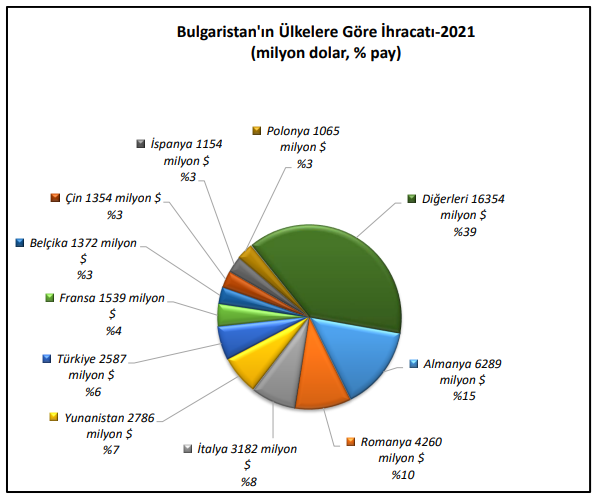 Bulgaristan'ın Ülkelere Göre İhracatı-2021
(milyon dolar, % pay)
Polonya 1065
milyon $
%3
İspanya 1154
milyon $
%3
Çin 1354 milyon $
%3
Belçika 1372 milyon
$
%3
Fransa 1539 milyon
$
%4
Türkiye 2587
milyon $
%6
Yunanistan 2786
milyon $
%7
İtalya 3182 milyon
$
%8
Romanya 4260
milyon $
%10
Almanya 6289
milyon $
%15
Diğerleri 16354
milyon $
%39